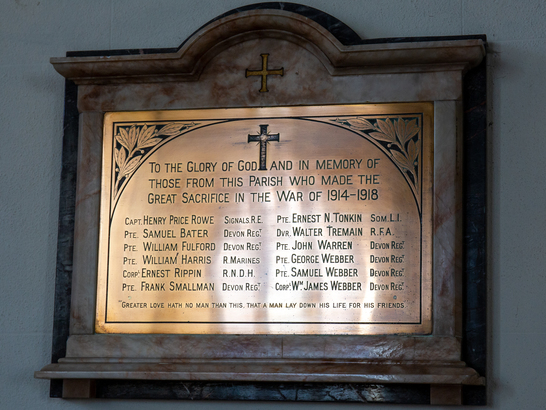 TO THE GLORY OF GOD AND IN MEMORY OF
THOSE FROM THIS PARISH WHO MADE THE
GREAT SACRIFICE IN THE WAR OF 1914-1918
CAPT. HENRY PRICE ROWE SIGNALS R.E.
PTE. SAMUEL BATER DEVON REGT.
PTE. WILLIAM FULFORD DEVON REGT.
PTE. WILLIAM HARRIS R. MARINES
CORPL. ERNEST RIPPIN R.N.D.H.
PTE. FRANK SMALLMAN DEVON REGT.
PTE. ERNEST N. TONKIN SOM. L.I.
DVR. WALTER TREMAIN R.F.A.
PTE. JOHN WARREN DEVON REGT.
PTE. GEORGE WEBBER DEVON REGT.
PTE. SAMUEL WEBBER DEVON REGT.
CORPL. WM. JAMES WEBBER DEVON REGT.
"GREATER LOVE HATH NO MAN THAN THIS, THAT A MAN LAY DOWN HIS LIFE FOR HIS FRIENDS."